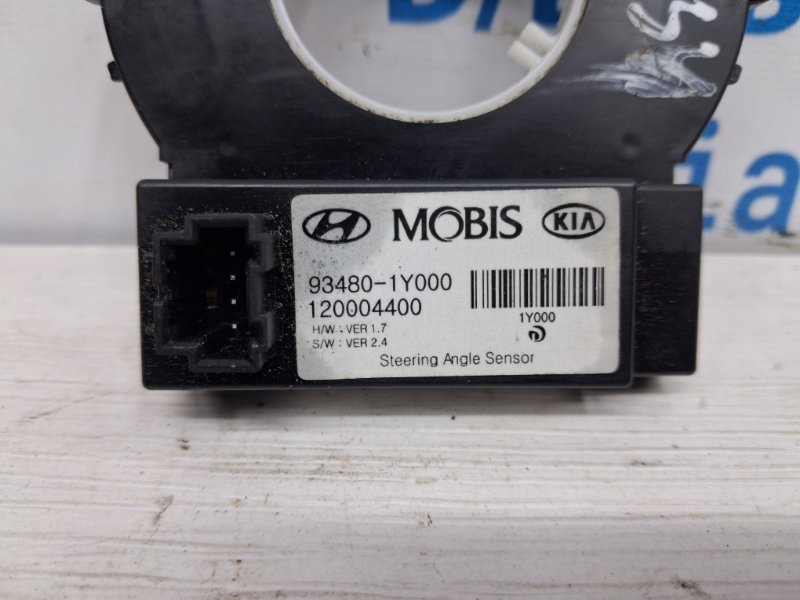 MOBIS KIA
93480-1Y000
120004400
H/W : VER 1.7
S/W : VER 2.4
1Y000
Steering Angle Sensor